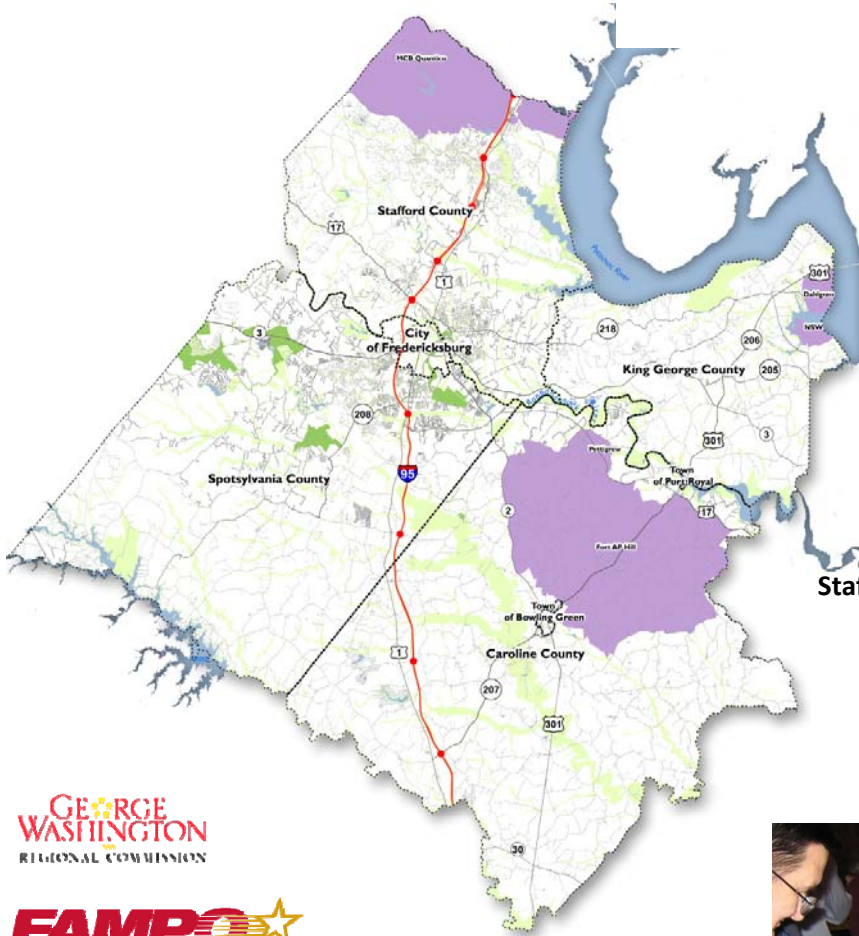 MCB Quantico
Stafford County
17
1
Potomac River
301
Dahlgren
NSW
218
206
3
City
of Fredericksburg
King George County
205
208
301
3
Spotsylvania County
95
Pettigrew
Town
of Port Royal
2
17
Fort AP Hill
Staf
Town
of Bowling Green
1
Caroline County
207
301
30
GEORGE
WASHINGTON
REGIONAL COMMISSION
FAMPO